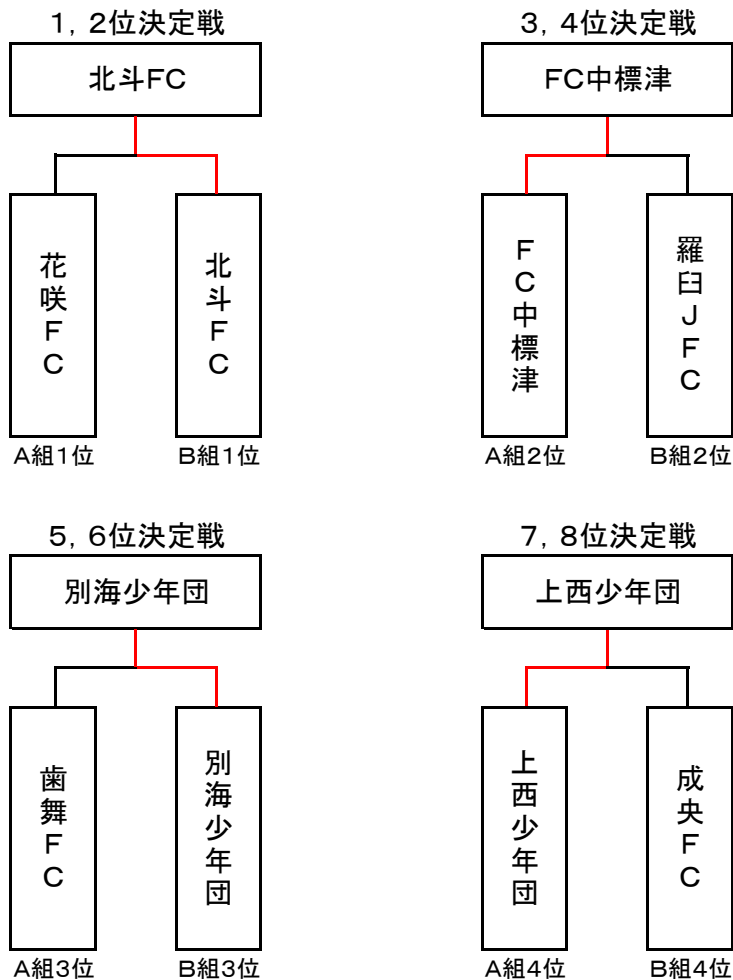 1，2位決定戦
北斗FC
花咲FC
北斗FC
A組1位
B組1位
3，4位決定戦
FC中標津
FC中標津
羅臼JFC
A組2位
B組2位
5，6位決定戦
別海少年団
歯舞FC
別海少年団
A組3位
B組3位
7，8位決定戦
上西少年団
上西少年団
成央FC
A組4位
B組4位